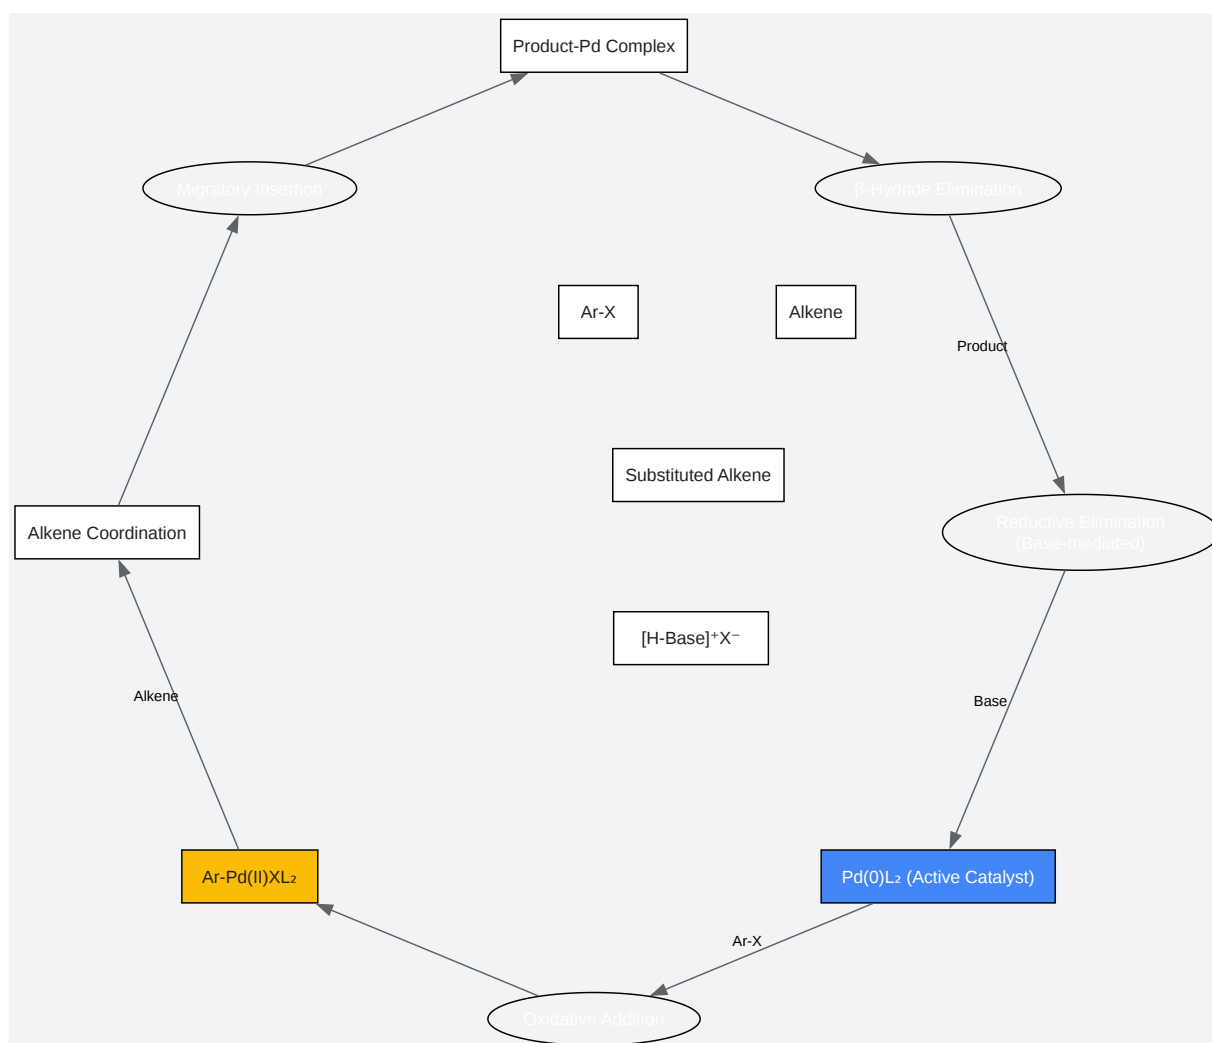 Product-Pd Complex
Migratory Insertion
β-Hydride Elimination
Ar-X
Alkene
Product
Substituted Alkene
Reductive Elimination
(Base-mediated)
Alkene Coordination
[H-Base]⁺X⁻
Alkene
Base
Ar-Pd(II)XL₂
Pd(0)L₂ (Active Catalyst)
Ar-X
Oxidative Addition